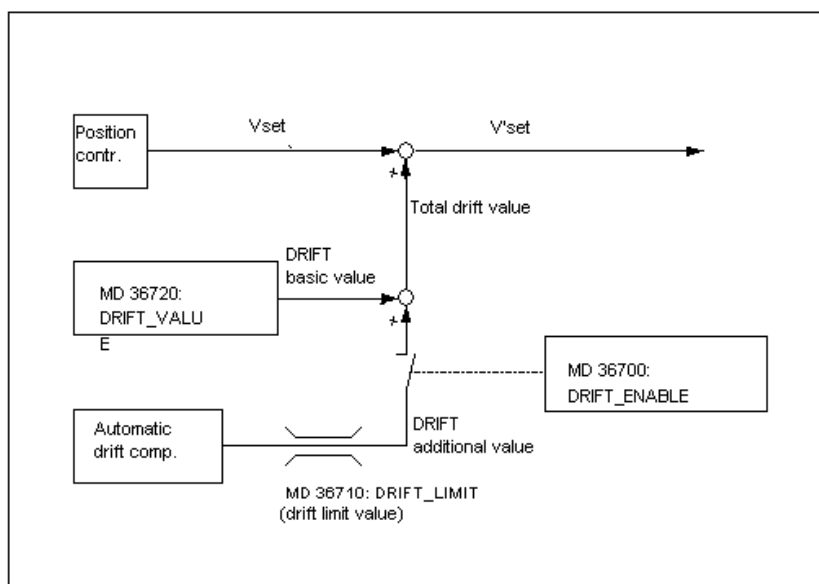 Position
contr.
Vset
V'set
+
Total drift value
DRIFT
basic value
MD 36720:
DRIFT_VALU
E
+
MD 36700:
DRIFT_ENABLE
Automatic
drift comp.
DRIFT
additional value
MD 36710: DRIFT_LIMIT
(drift limit value)